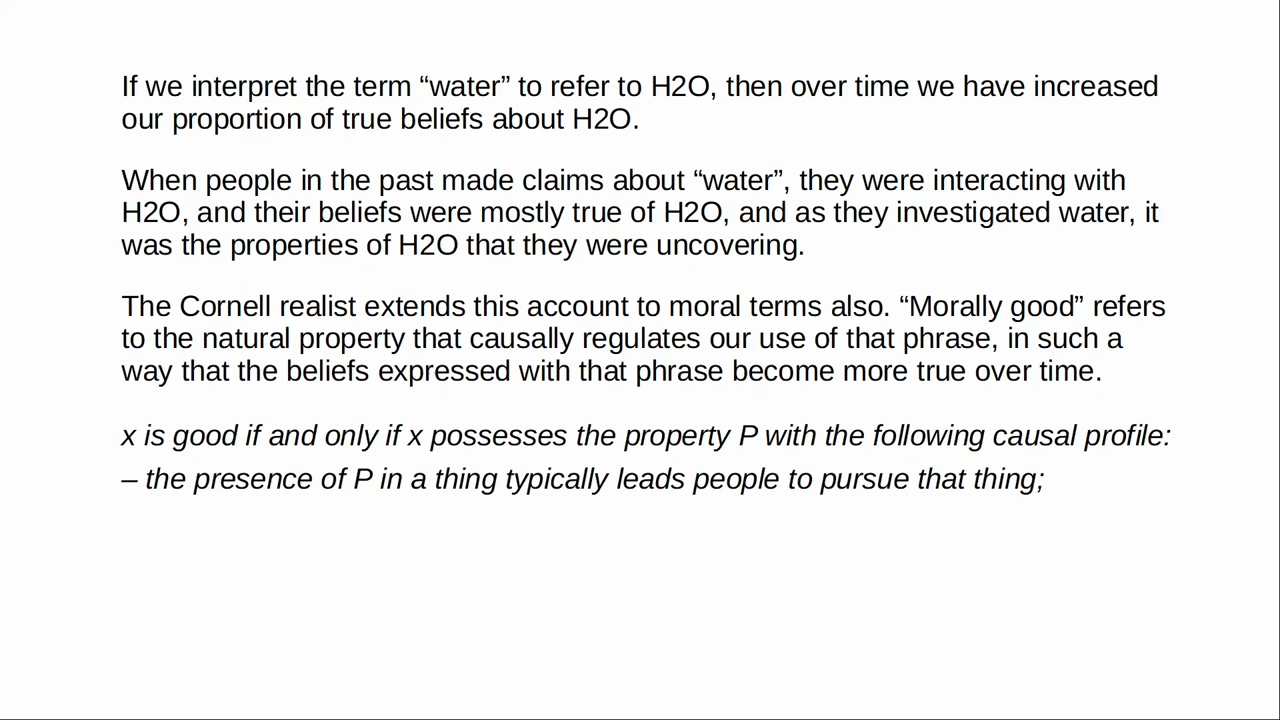 If we interpret the term “water” to refer to H2O, then over time we have increased
our proportion of true beliefs about H2O.
When people in the past made claims about “water”, they were interacting with
H2O, and their beliefs were mostly true of H2O, and as they investigated water, it
was the properties of H2O that they were uncovering.
The Cornell realist extends this account to moral terms also. “Morally good” refers
to the natural property that causally regulates our use of that phrase, in such a
way that the beliefs expressed with that phrase become more true over time.
x is good if and only if x possesses the property P with the following causal profile:
– the presence of P in a thing typically leads people to pursue that thing;